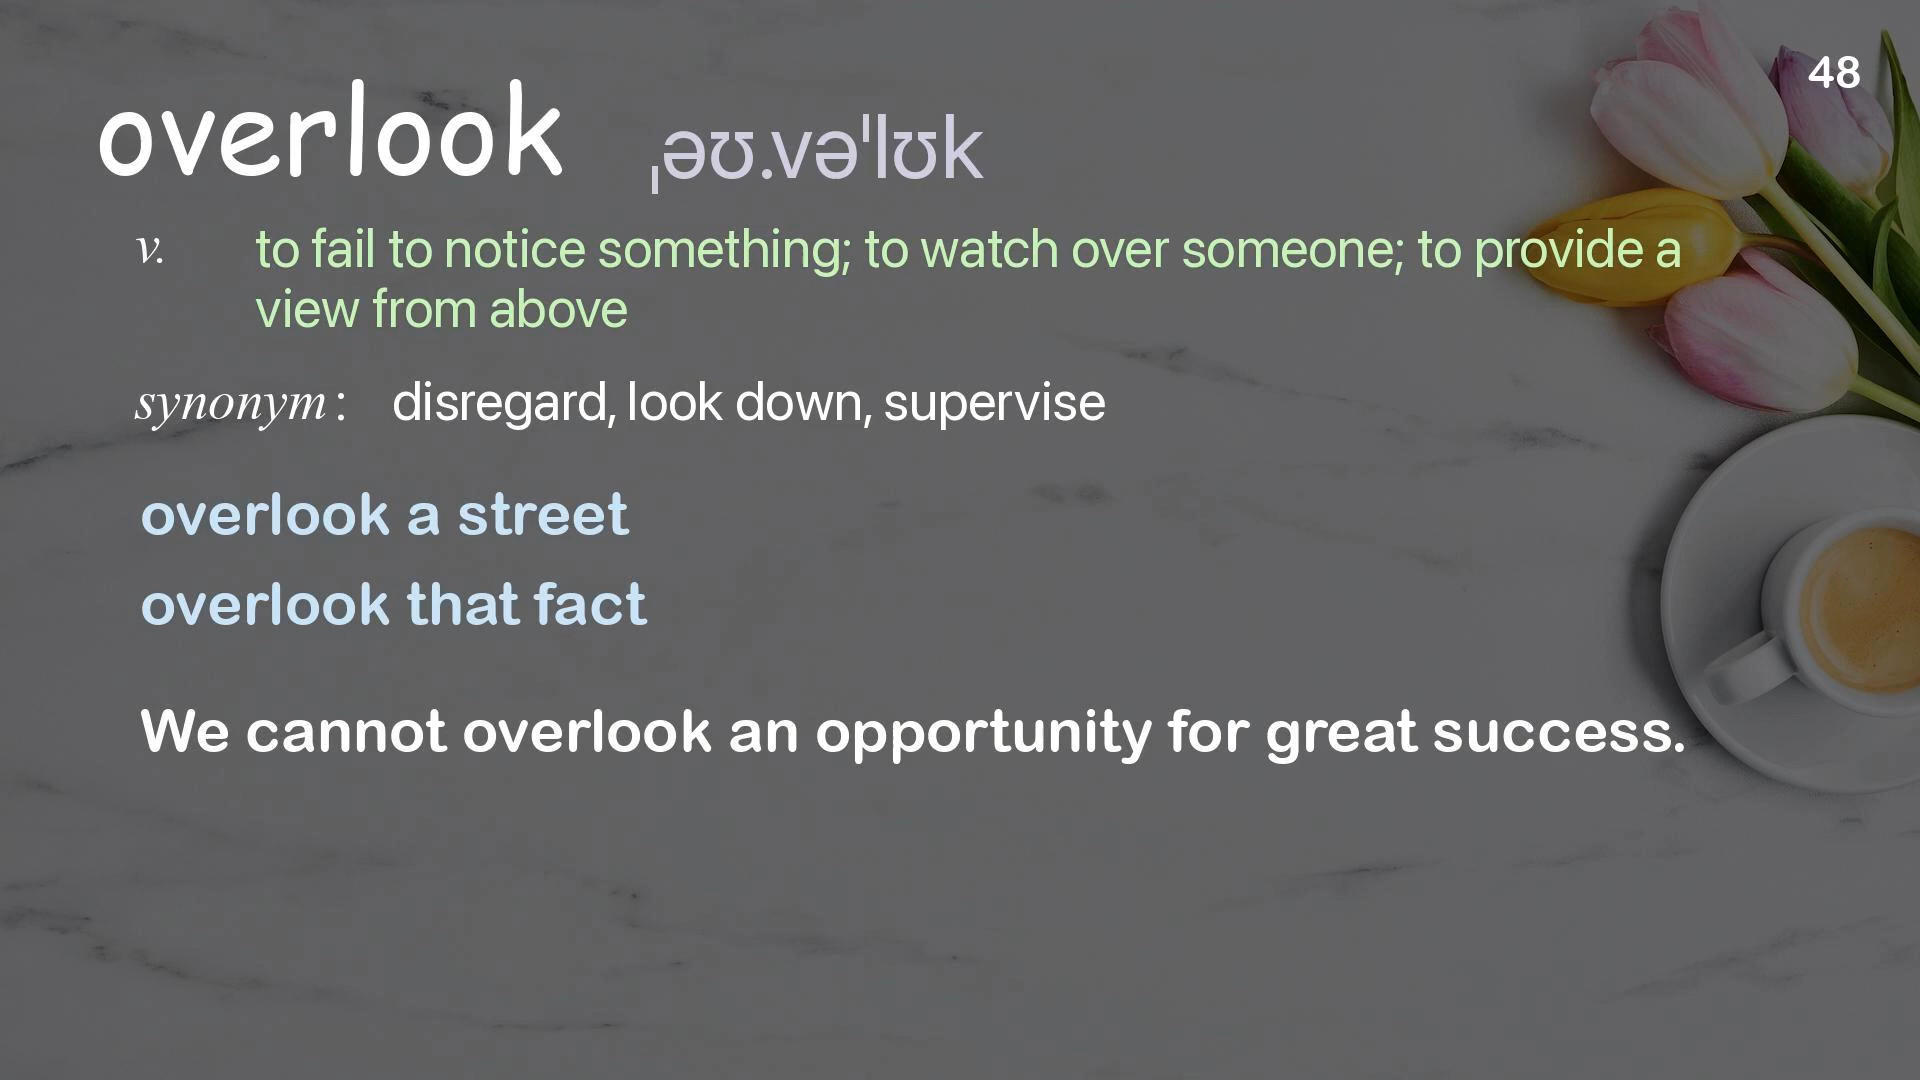 48
overlook ˌəʊ.vəˈlʊk
v. to fail to notice something; to watch over someone; to provide a
view from above
synonym: disregard, look down, supervise
overlook a street
overlook that fact
We cannot overlook an opportunity for great success.